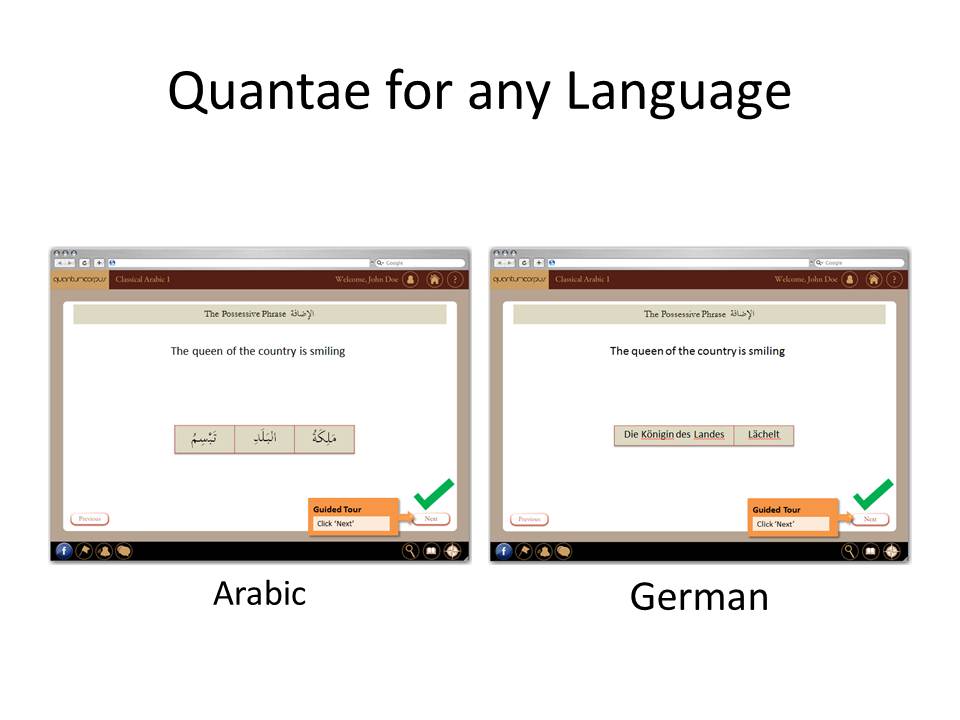 Quantae for any Language
Google
quantumcorpus Classical Arabic 1 Welcome, John Doe ?
The Possessive Phrase الإضافة
The queen of the country is smiling
مَلِكَةُ البَلَدِ تَبْسِمُ
Guided Tour
Click ‘Next’
Previous Next
f
Arabic
Google
quantumcorpus Classical Arabic 1 Welcome, John Doe ?
The Possessive Phrase الإضافة
The queen of the country is smiling
Die Königin des Landes Lächelt
Guided Tour
Click ‘Next’
Previous Next
f
German